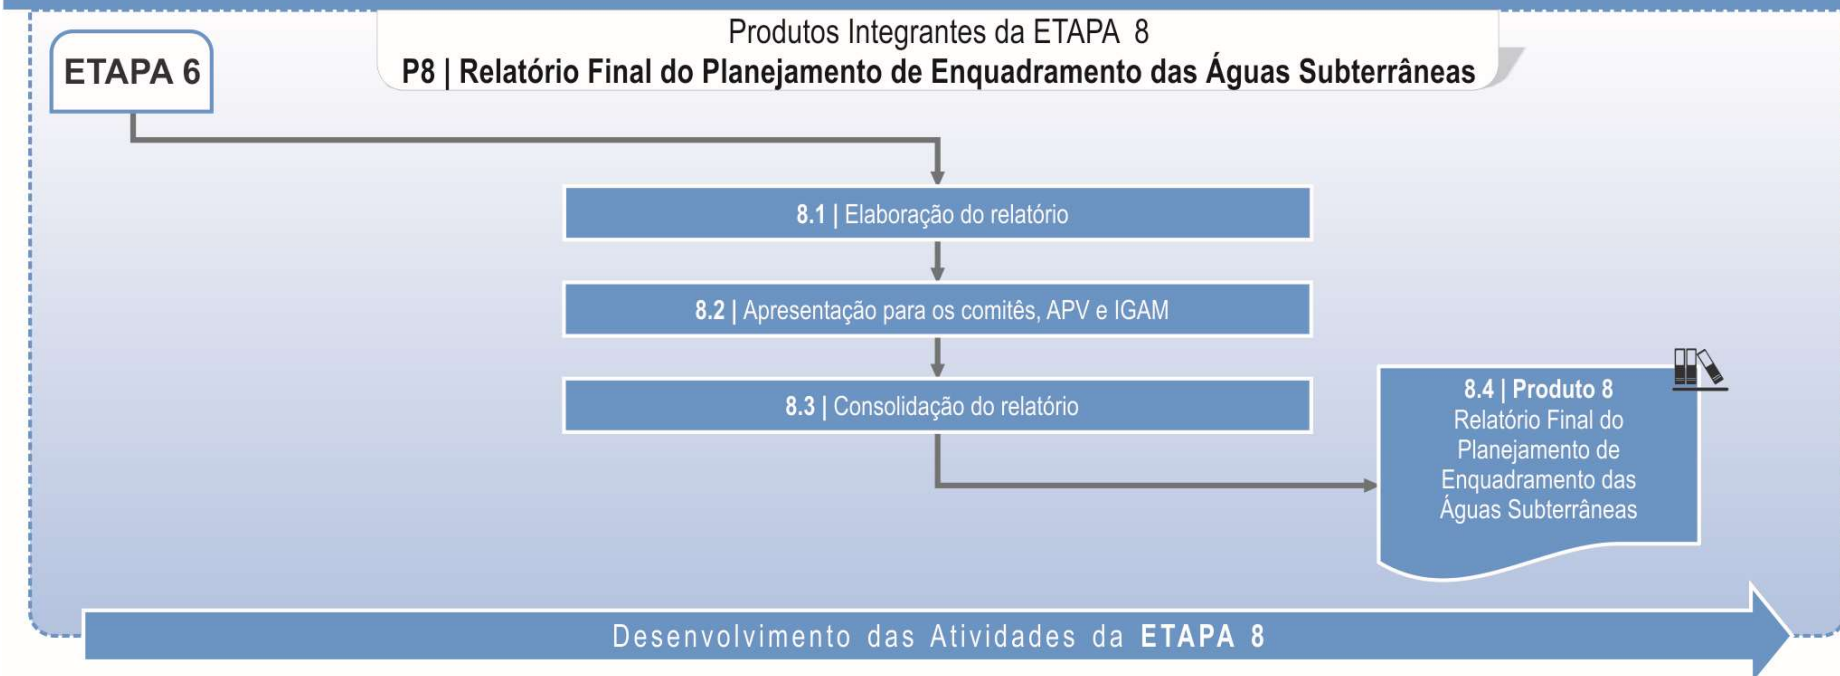 Produtos Integrantes da ETAPA 8
P8 | Relatório Final do Planejamento de Enquadramento das Águas Subterrâneas
ETAPA 6
8.1 | Elaboração do relatório
8.2 | Apresentação para os comitês, APV e IGAM
8.3 | Consolidação do relatório
8.4 | Produto 8
Relatório Final do
Planejamento de
Enquadramento das
Águas Subterrâneas
Desenvolvimento das Atividades da ETAPA 8